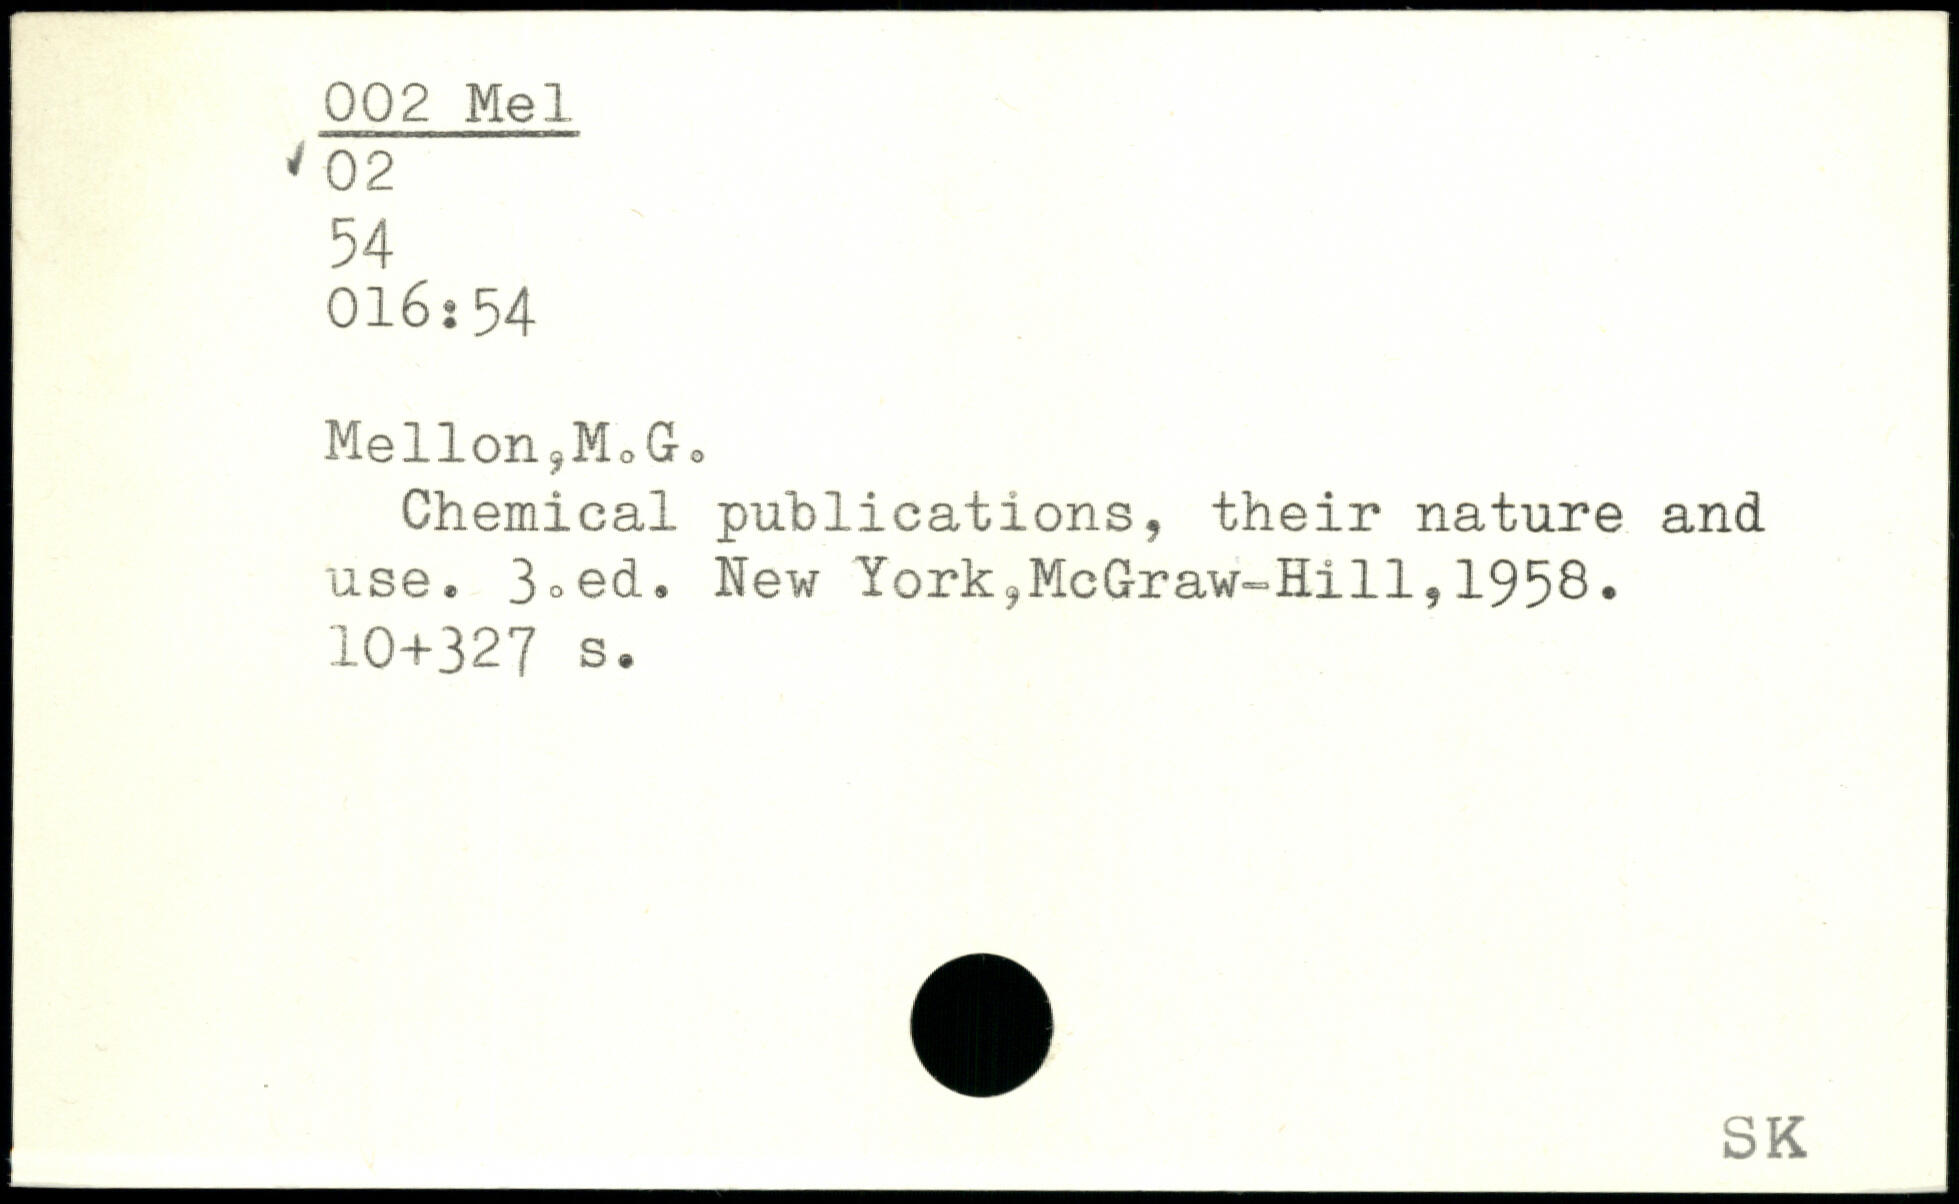 002 Mel
02
54
016:54
Mellon,M.G.
Chemical publications, their nature and
use. 3.ed. New York,McGraw-Hill,1958.
10+327 s.
SK